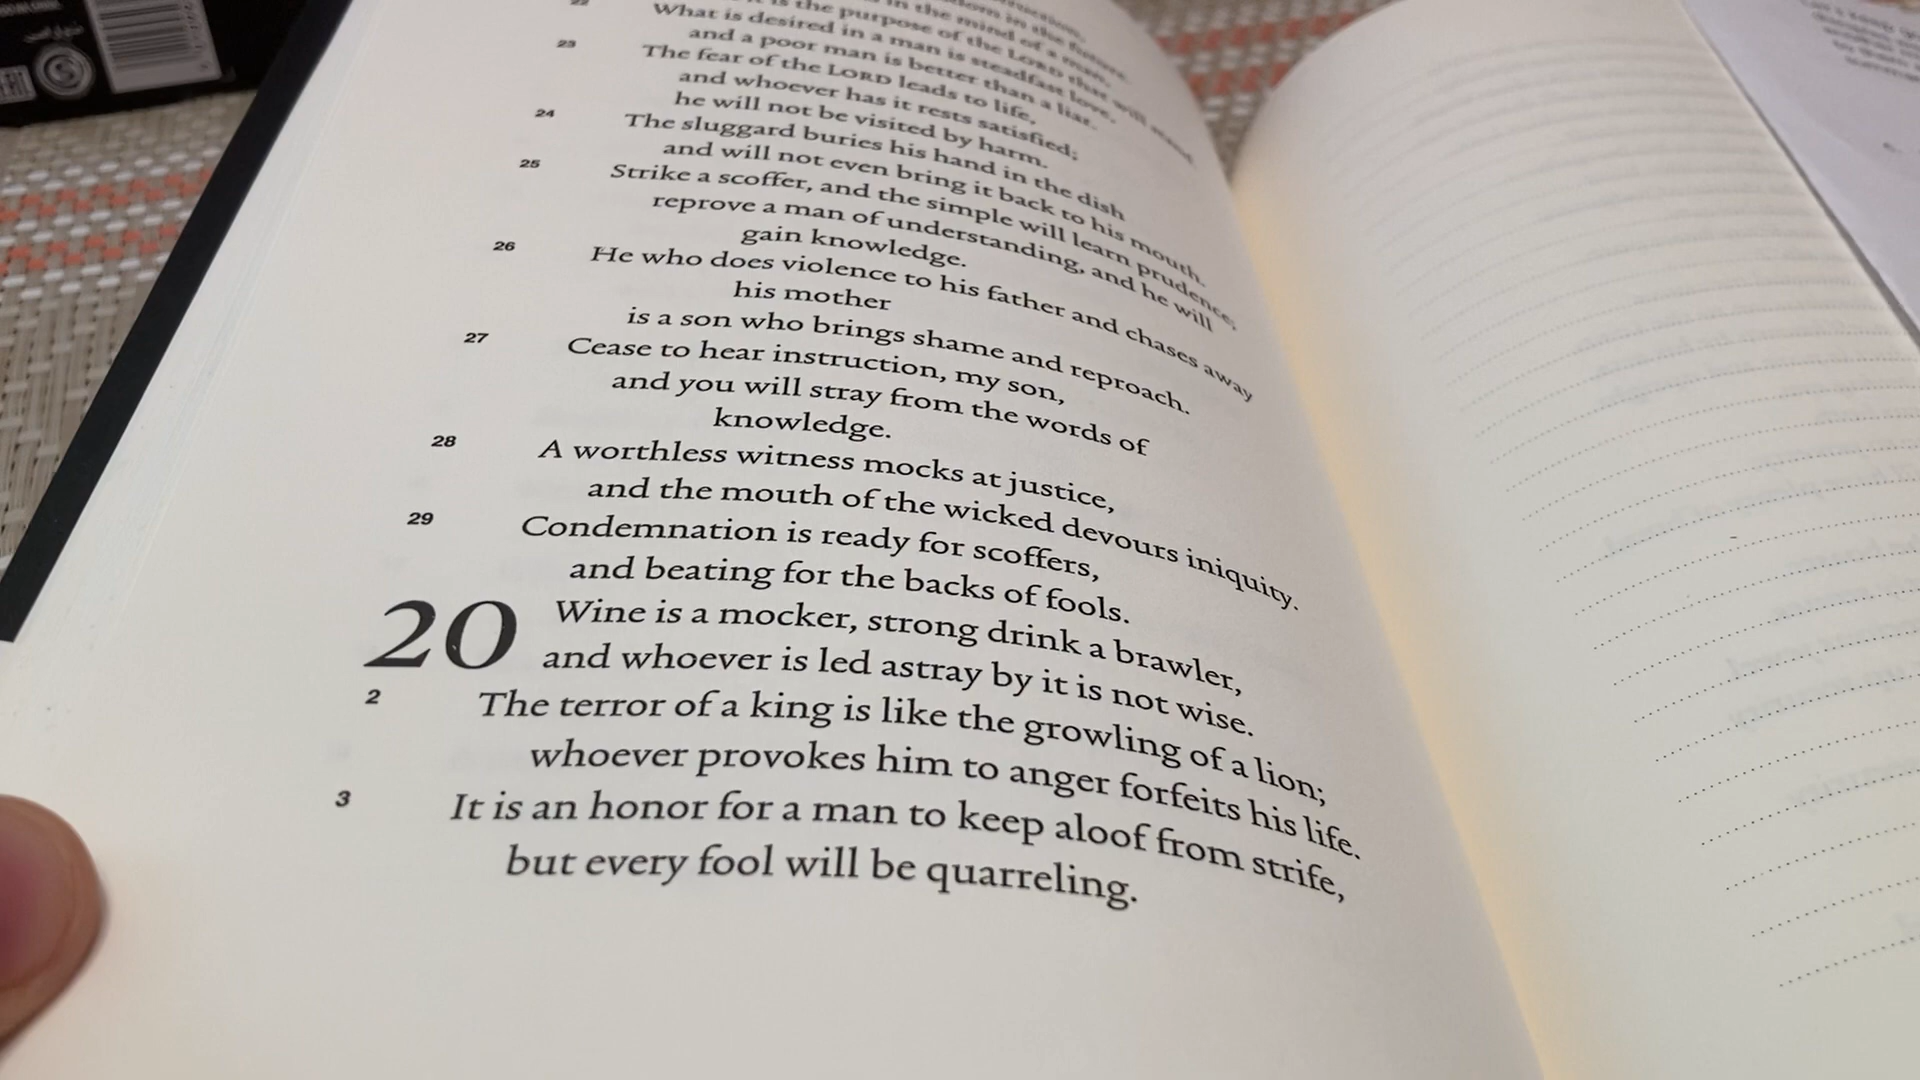 is the purpose of the LORD that will stand
22 What is desired in a man is steadfast love,
and a poor man is better than a liar.
23 The fear of the LORD leads to life,
and whoever has it rests satisfied;
he will not be visited by harm.
24 The sluggard buries his hand in the dish
and will not even bring it back to his mouth.
25 Strike a scoffer, and the simple will learn prudence;
reprove a man of understanding, and he will
gain knowledge.
26 He who does violence to his father and chases away
his mother
is a son who brings shame and reproach.
27 Cease to hear instruction, my son,
and you will stray from the words of
knowledge.
28 A worthless witness mocks at justice,
and the mouth of the wicked devours iniquity.
29 Condemnation is ready for scoffers,
and beating for the backs of fools.
20 Wine is a mocker, strong drink a brawler,
and whoever is led astray by it is not wise.
2 The terror of a king is like the growling of a lion;
whoever provokes him to anger forfeits his life.
3 It is an honor for a man to keep aloof from strife,
but every fool will be quarreling.